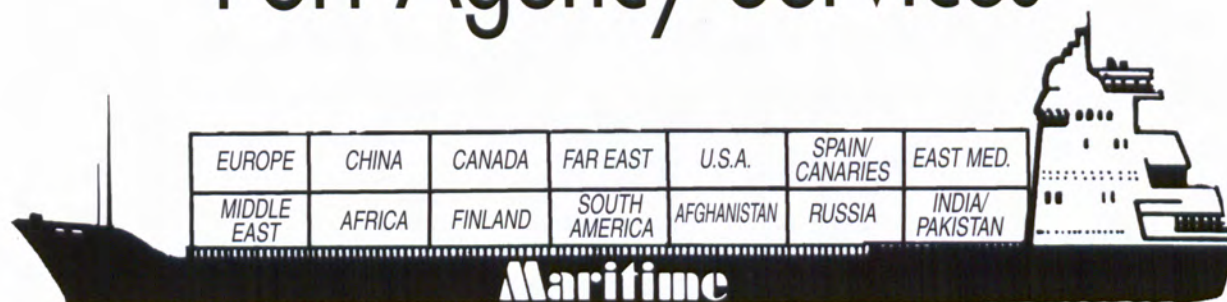 Port Agency Services
EUROPE CHINA CANADA FAR EAST U.S.A. SPAIN/ CANARIES EAST MED.
MIDDLE EAST AFRICA FINLAND SOUTH AMERICA AFGHANISTAN RUSSIA INDIA/ PAKISTAN
Maritime